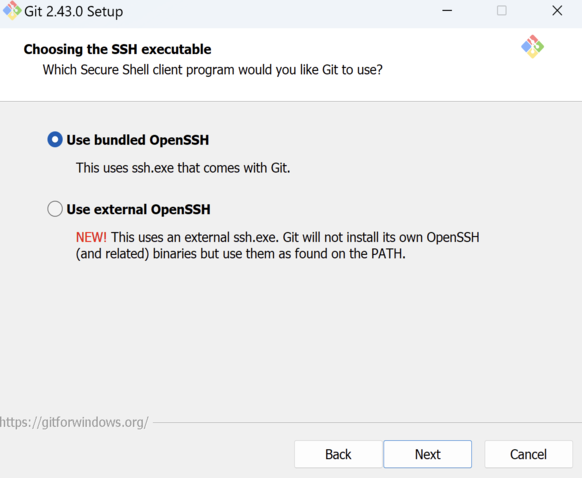 Git 2.43.0 Setup
Choosing the SSH executable
Which Secure Shell client program would you like Git to use?
Use bundled OpenSSH
This uses ssh.exe that comes with Git.
Use external OpenSSH
NEW! This uses an external ssh.exe. Git will not install its own OpenSSH
(and related) binaries but use them as found on the PATH.
https://gitforwindows.org/
Back
Next
Cancel